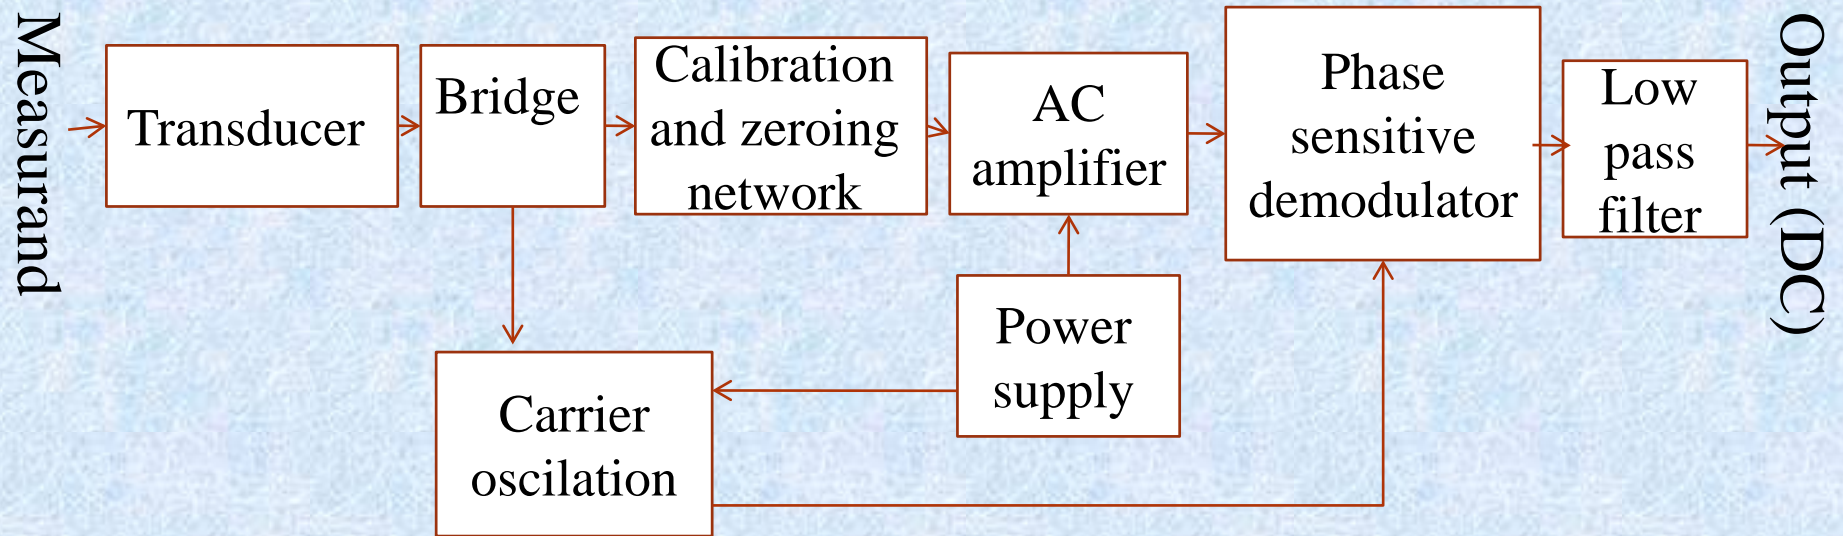 Measurand
Transducer
Bridge
Calibration
and zeroing
network
AC
amplifier
Phase
sensitive
demodulator
Low
pass
filter
Output (DC)
Power
supply
Carrier
oscilation